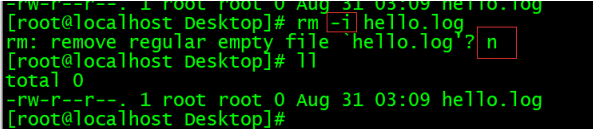 -rw-r--r--. 1 root root 0 Aug 31 03:09 hello.log
[root@localhost Desktop]# rm -i hello.log
rm: remove regular empty file `hello.log'? n
[root@localhost Desktop]# ll
total 0
-rw-r--r--. 1 root root 0 Aug 31 03:09 hello.log
[root@localhost Desktop]#